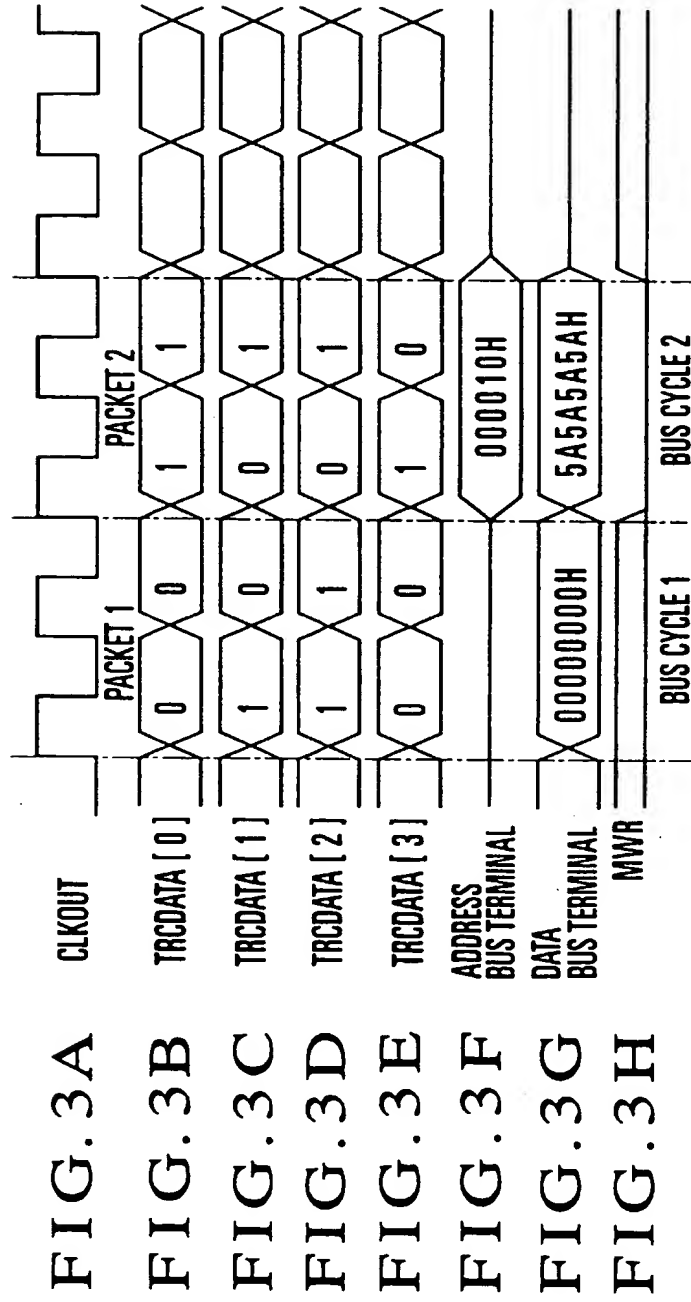 FIG.3A CLKOUT
PACKET 1 PACKET 2
FIG.3B TRCDATA [0] 0 0 1 1
FIG.3C TRCDATA [1] 1 0 0 1
FIG.3D TRCDATA [2] 1 1 0 1
FIG.3E TRCDATA [3] 0 0 1 0
FIG.3F ADDRESS BUS TERMINAL 000010H
FIG.3G DATA BUS TERMINAL 00000000H 5A5A5A5AH
FIG.3H MWR
BUS CYCLE 1 BUS CYCLE 2